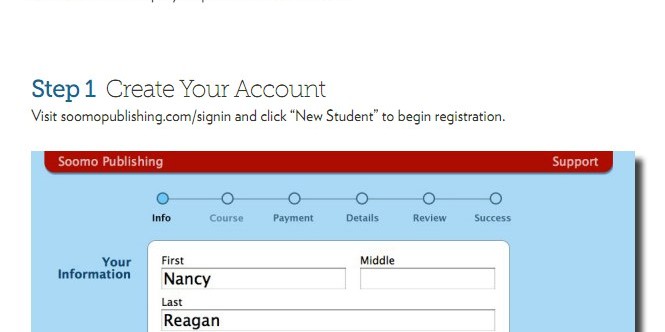 Step 1 Create Your Account
Visit soomopublishing.com/signin and click “New Student” to begin registration.
Soomo Publishing Support
Info Course Payment Details Review Success
Your Information
First Middle
Nancy
Last
Reagan